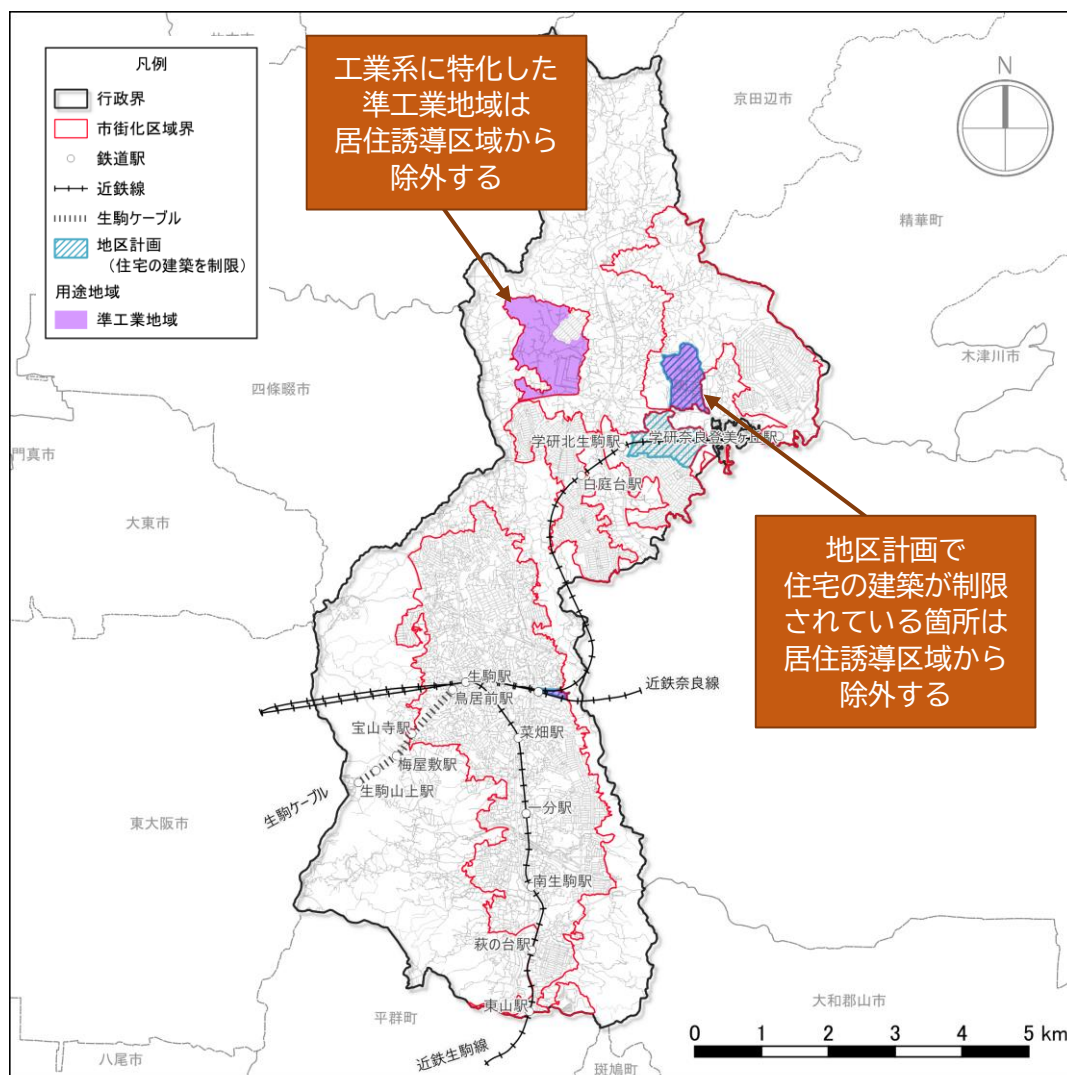 凡例
行政界
市街化区域界
鉄道駅
近鉄線
生駒ケーブル
地区計画
(住宅の建築を制限)
用途地域
準工業地域
工業系に特化した
準工業地域は
居住誘導区域から
除外する
N
京田辺市
精華町
木津川市
四條畷市
門真市
大東市
学研北生駒駅
学研奈良登美ヶ丘駅
白庭台駅
地区計画で
住宅の建築が制限
されている箇所は
居住誘導区域から
除外する
生駒駅
鳥居前駅
近鉄奈良線
宝山寺駅
菜畑駅
梅屋敷駅
生駒山上駅
生駒ケーブル
一分駅
東大阪市
南生駒駅
萩の台駅
東山駅
平群町
大和郡山市
近鉄生駒線
八尾市
斑鳩町
0 1 2 3 4 5 km